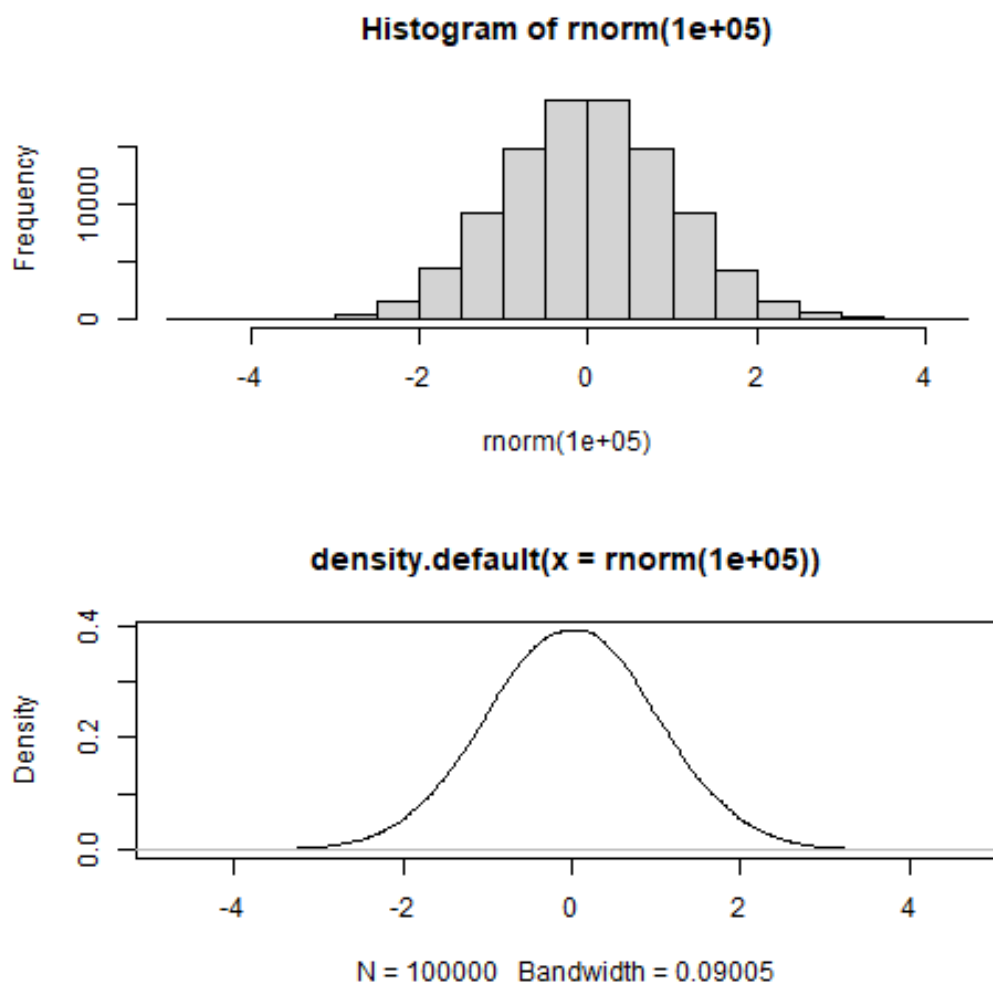 Histogram of rnorm(1e+05)
Frequency
10000
0
-4 -2 0 2 4
rnorm(1e+05)
density.default(x = rnorm(1e+05))
Density
0.4
0.2
0.0
-4 -2 0 2 4
N = 100000 Bandwidth = 0.09005